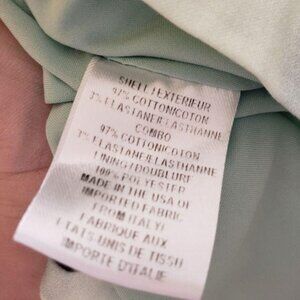 SHELL/EXTERIEUR
97% COTTON/COTON
3% ELASTANE/ELASTHANNE
COMBO
97% COTTON/COTON
3% ELASTANE/ELASTHANNE
LINING/DOUBLURE
100% POLYESTER
MADE IN THE USA OF
IMPORTED FABRIC
FROM ITALY/
FABRIQUE AUX
ETATS UNIS DE TISSU
IMPORTE D'ITALIE